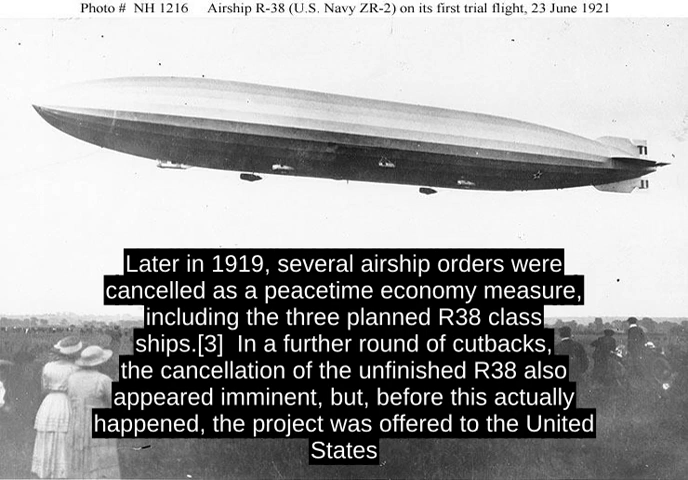 Photo # NH 1216 Airship R-38 (U.S. Navy ZR-2) on its first trial flight, 23 June 1921
Later in 1919, several airship orders were
cancelled as a peacetime economy measure,
including the three planned R38 class
ships.[3] In a further round of cutbacks,
the cancellation of the unfinished R38 also
appeared imminent, but, before this actually
happened, the project was offered to the United
States